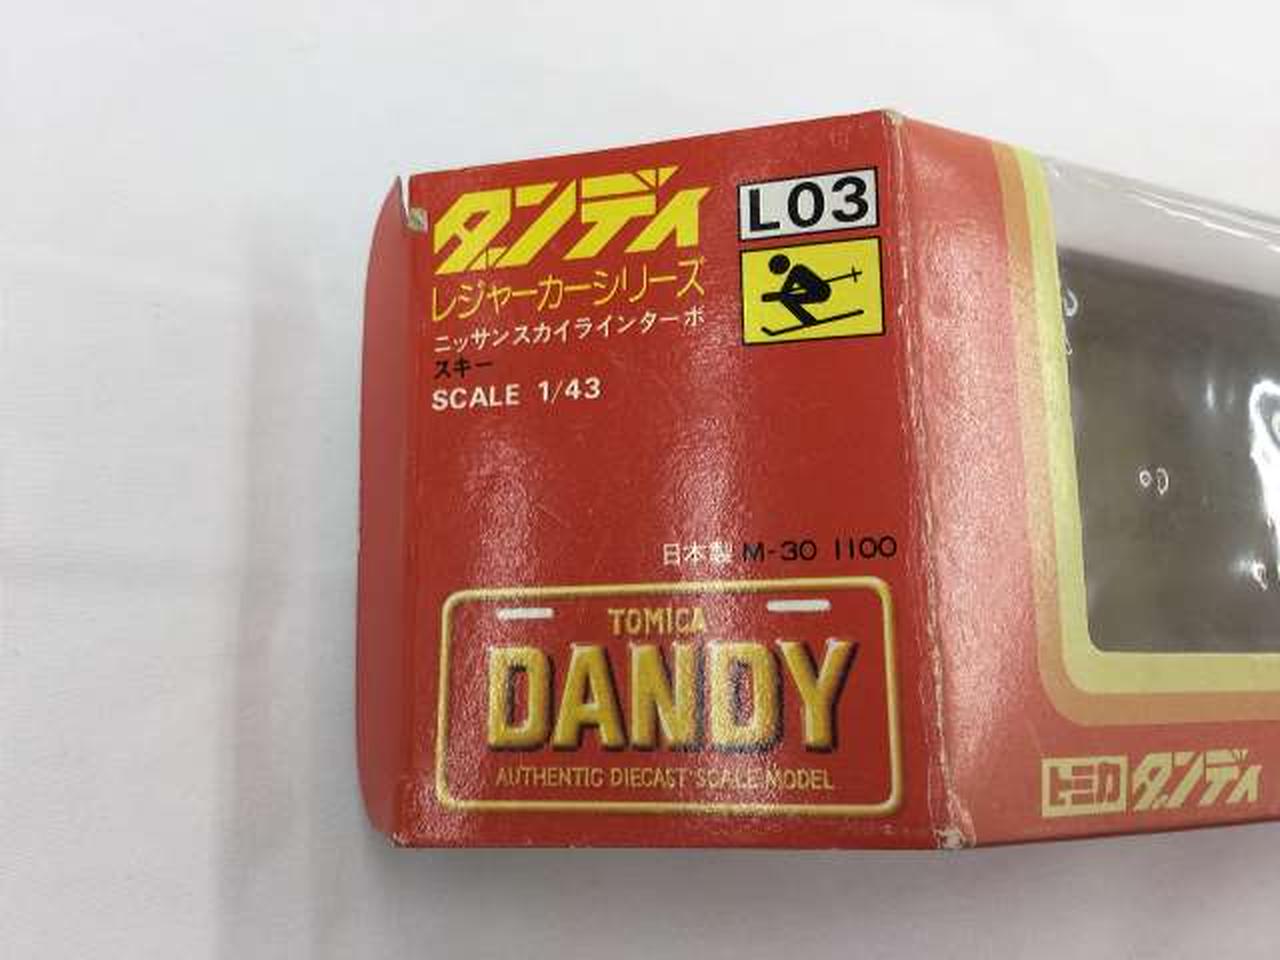 ダンディ
L03
レジャーカーシリーズ
ニッサンスカイラインターボ
スキー
SCALE 1/43
日本製 M-30 1100
TOMICA
DANDY
AUTHENTIC DIECAST SCALE MODEL
トミカ ダンディ